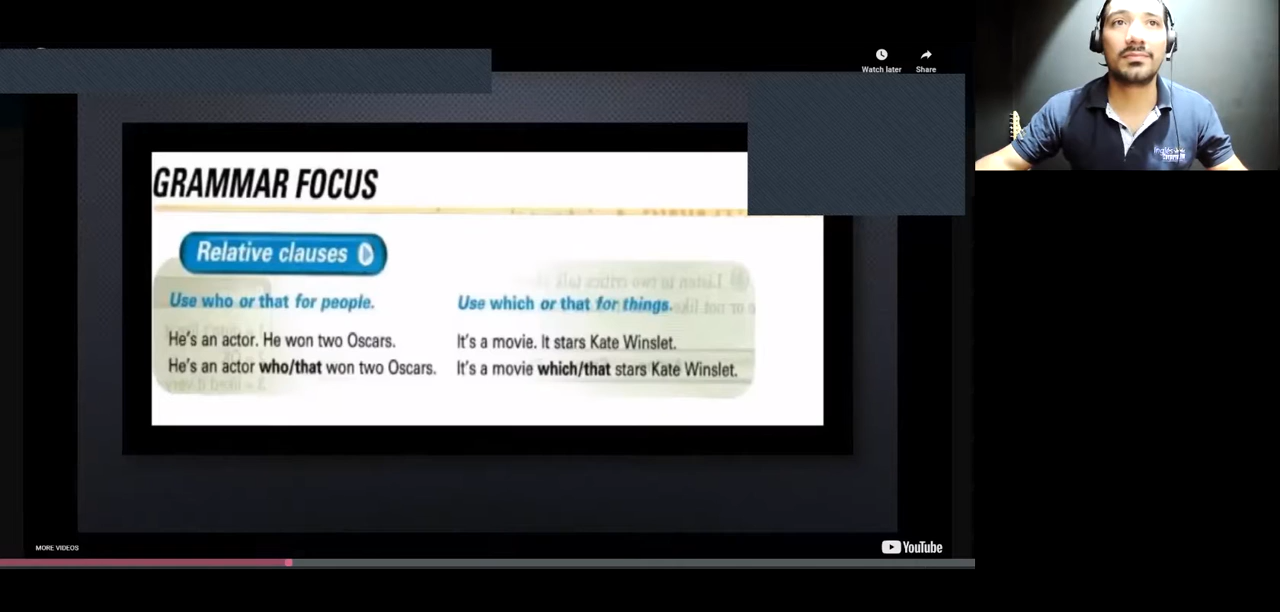 Watch later
Share
GRAMMAR FOCUS
Relative clauses
Use who or that for people.
He's an actor. He won two Oscars.
He's an actor who/that won two Oscars.
Use which or that for things.
It's a movie. It stars Kate Winslet.
It's a movie which/that stars Kate Winslet.
MORE VIDEOS
YouTube